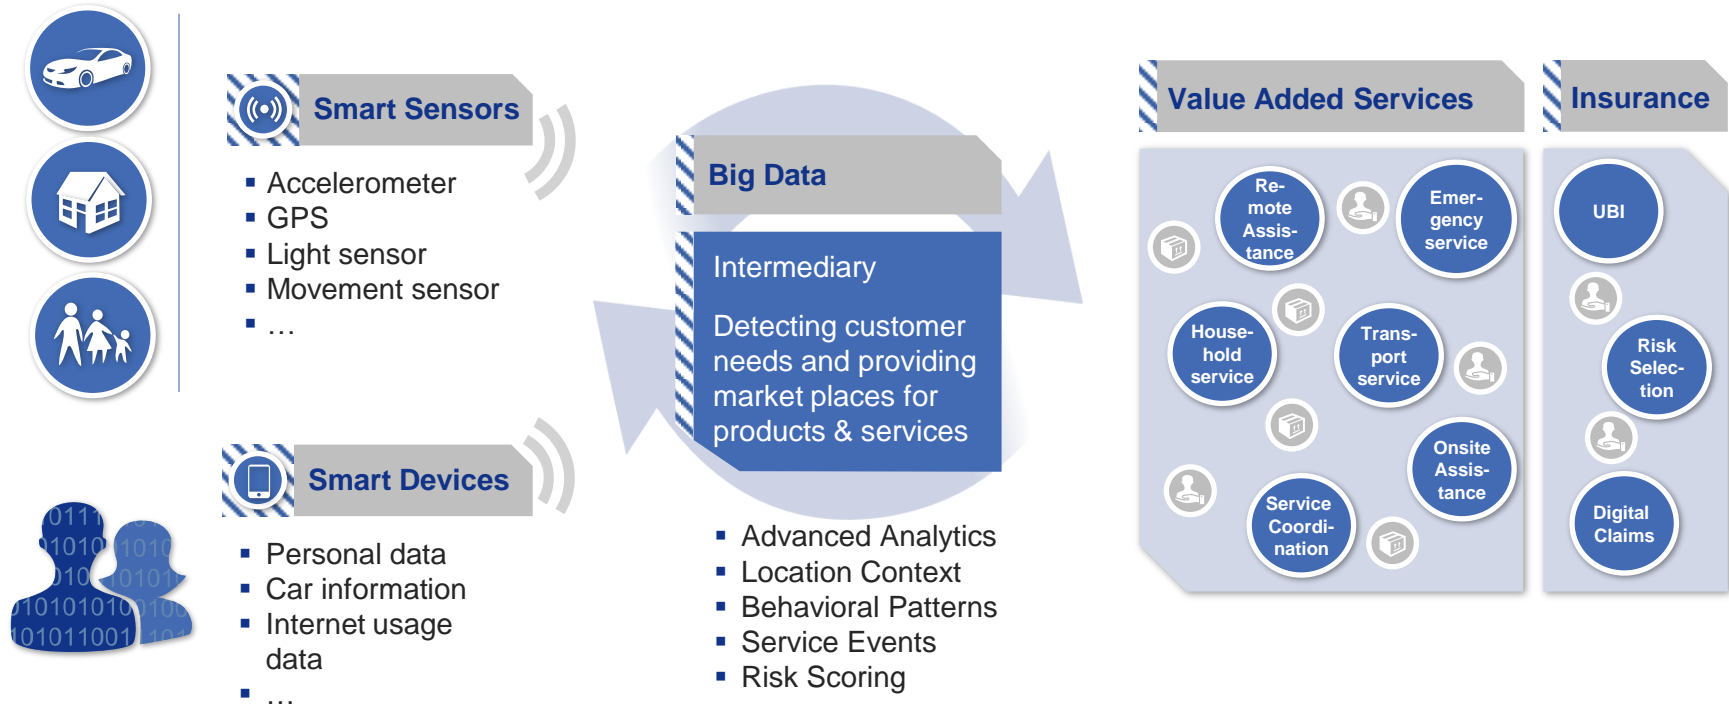 Smart Sensors
▪ Accelerometer
▪ GPS
▪ Light sensor
▪ Movement sensor
▪ …
Smart Devices
▪ Personal data
▪ Car information
▪ Internet usage
data
▪ …
Big Data
Intermediary
Detecting customer
needs and providing
market places for
products & services
▪ Advanced Analytics
▪ Location Context
▪ Behavioral Patterns
▪ Service Events
▪ Risk Scoring
Value Added Services
Re-
mote
Assis-
tance
Emer-
gency
service
House-
hold
service
Trans-
port
service
Onsite
Assis-
tance
Service
Coordi-
nation
Insurance
UBI
Risk
Selec-
tion
Digital
Claims